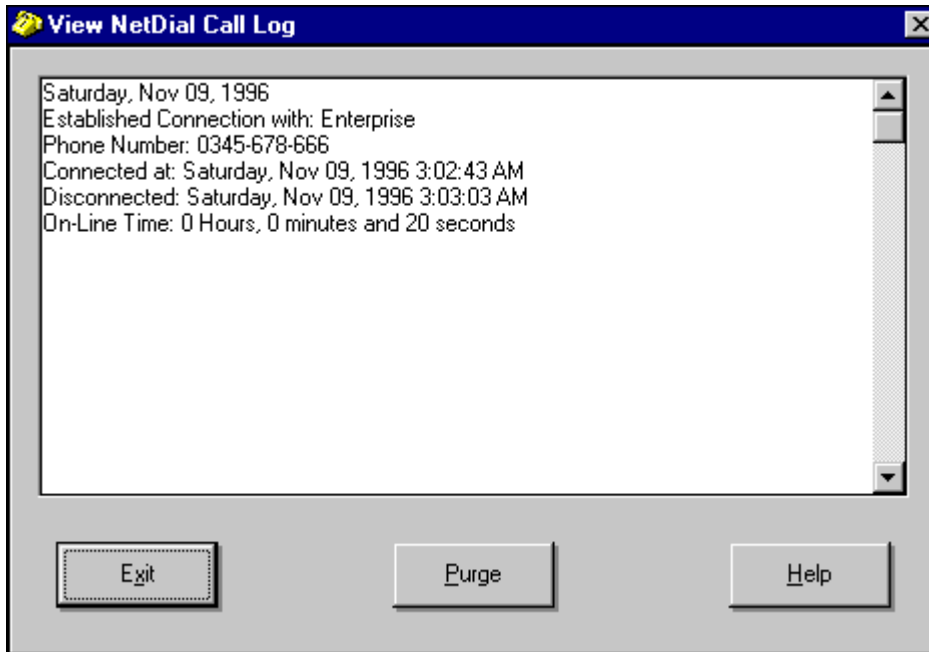 View NetDial Call Log
Saturday, Nov 09, 1996
Established Connection with: Enterprise
Phone Number: 0345-678-666
Connected at: Saturday, Nov 09, 1996 3:02:43 AM
Disconnected: Saturday, Nov 09, 1996 3:03:03 AM
On-Line Time: 0 Hours, 0 minutes and 20 seconds
Exit
Purge
Help